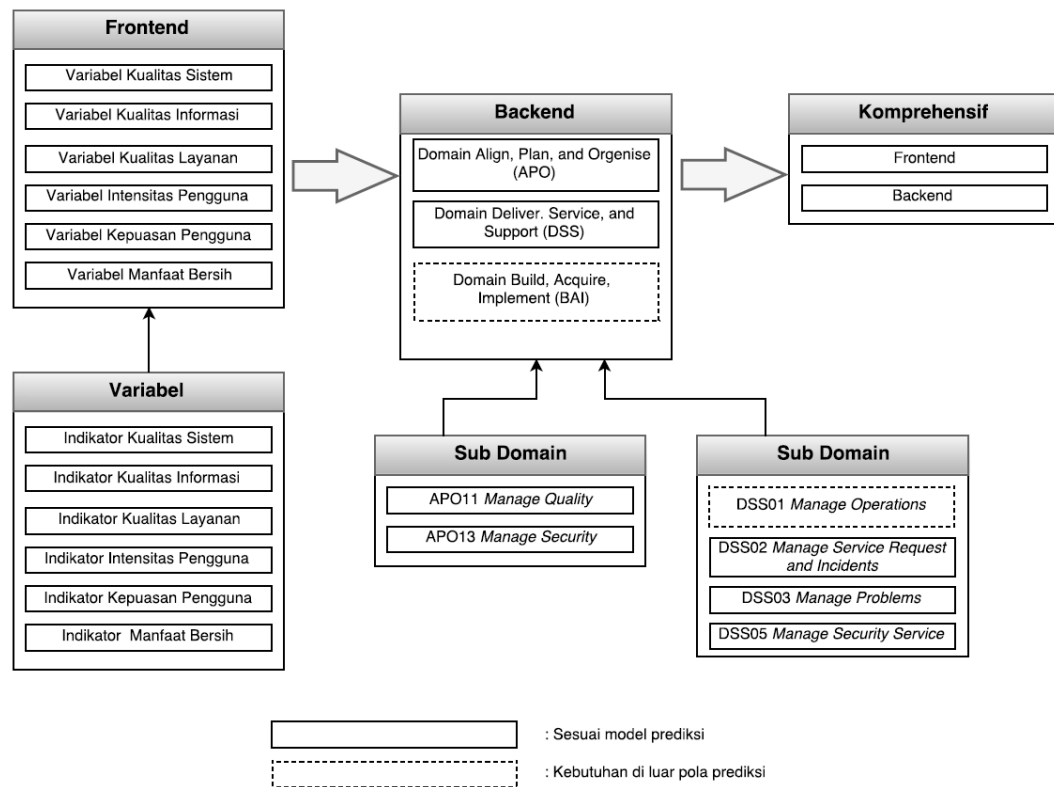 Frontend
Variabel Kualitas Sistem
Variabel Kualitas Informasi
Variabel Kualitas Layanan
Variabel Intensitas Pengguna
Variabel Kepuasan Pengguna
Variabel Manfaat Bersih
Backend
Domain Align, Plan, and Orgenise
(APO)
Domain Deliver. Service, and
Support (DSS)
Domain Build, Acquire,
Implement (BAI)
Komprehensif
Frontend
Backend
Variabel
Indikator Kualitas Sistem
Indikator Kualitas Informasi
Indikator Kualitas Layanan
Indikator Intensitas Pengguna
Indikator Kepuasan Pengguna
Indikator Manfaat Bersih
Sub Domain
APO11 Manage Quality
APO13 Manage Security
Sub Domain
DSS01 Manage Operations
DSS02 Manage Service Request
and Incidents
DSS03 Manage Problems
DSS05 Manage Security Service
: Sesuai model prediksi
: Kebutuhan di luar pola prediksi